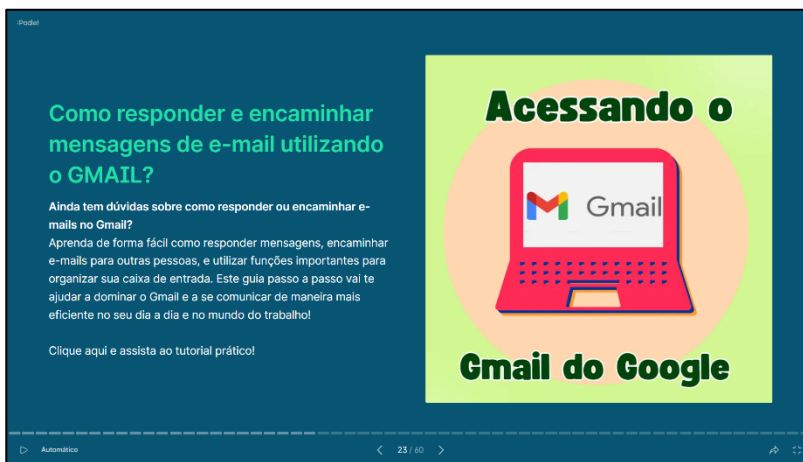 :Padlet
Como responder e encaminhar
mensagens de e-mail utilizando
o GMAIL?
Ainda tem dúvidas sobre como responder ou encaminhar e-
mails no Gmail?
Aprenda de forma fácil como responder mensagens, encaminhar
e-mails para outras pessoas, e utilizar funções importantes para
organizar sua caixa de entrada. Este guia passo a passo vai te
ajudar a dominar o Gmail e a se comunicar de maneira mais
eficiente no seu dia a dia e no mundo do trabalho!
Clique aqui e assista ao tutorial prático!
Acessando o
Gmail
Gmail do Google
Automático
23 / 60